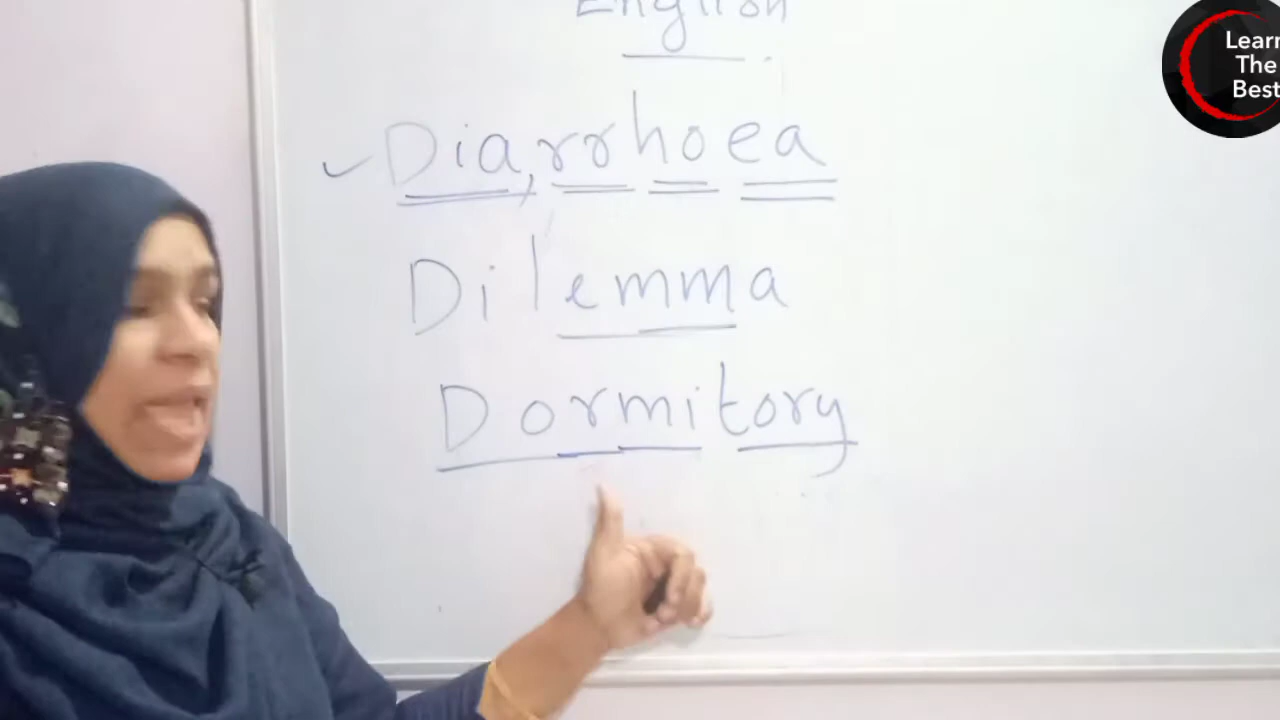 English
Learn
The
Best
Diarrhoea
Dilemma
Dormitory